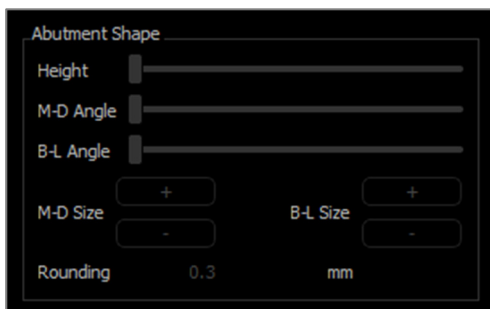 Abutment Shape
Height
M-D Angle
B-L Angle
+ +
M-D Size B-L Size
- -
Rounding 0.3 mm